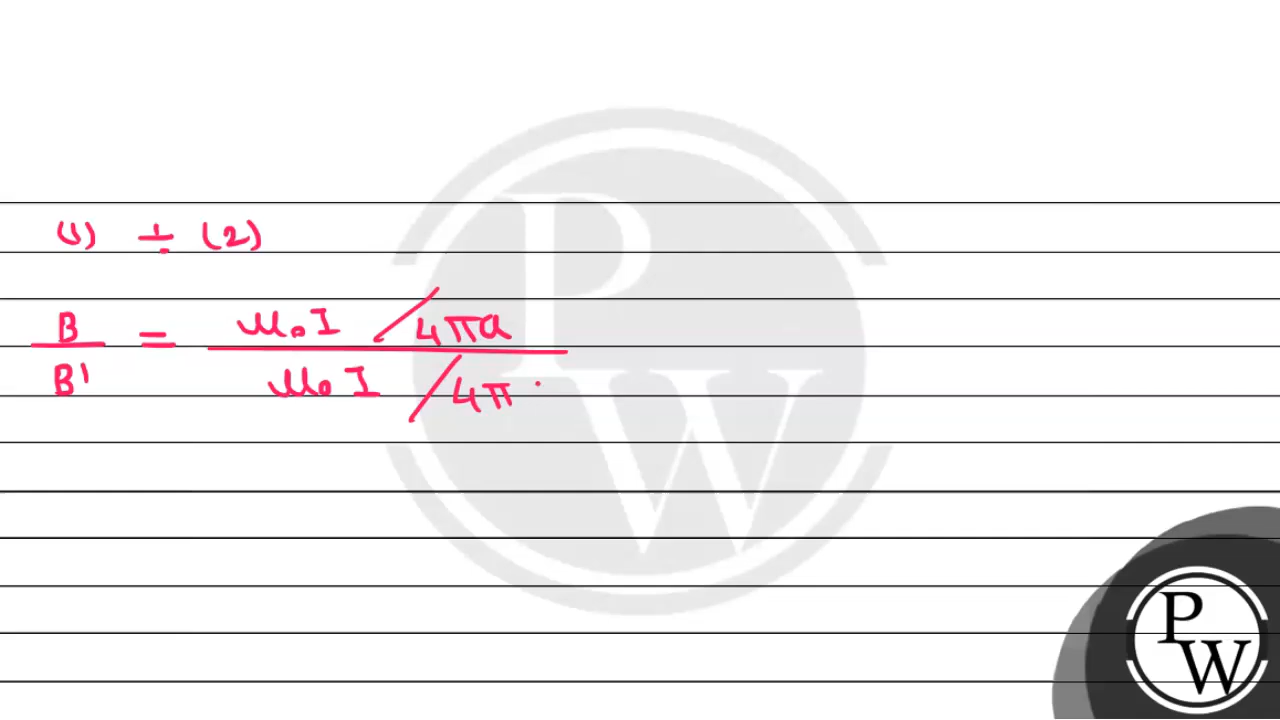 (1) ÷ (2)
B/B' = (μ₀I / 4πa) / (μ₀I / 4π ·
P
W
P
W